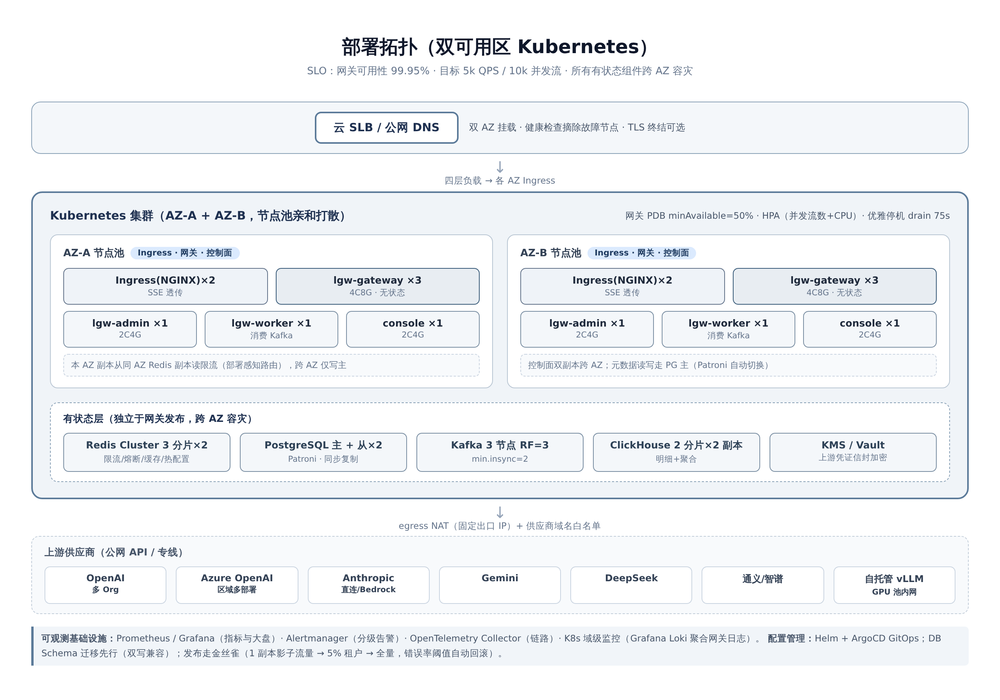 部署拓扑（双可用区 Kubernetes）
SLO：网关可用性 99.95% · 目标 5k QPS / 10k 并发流 · 所有有状态组件跨 AZ 容灾
云 SLB / 公网 DNS
双 AZ 挂载 · 健康检查摘除故障节点 · TLS 终结可选
↓
四层负载 → 各 AZ Ingress
Kubernetes 集群（AZ-A + AZ-B，节点池亲和打散）
网关 PDB minAvailable=50% · HPA（并发流数+CPU）· 优雅停机 drain 75s
AZ-A 节点池
Ingress · 网关 · 控制面
Ingress(NGINX)×2
SSE 透传
lgw-gateway ×3
4C8G · 无状态
lgw-admin ×1
2C4G
lgw-worker ×1
消费 Kafka
console ×1
2C4G
本 AZ 副本从同 AZ Redis 副本读限流（部署感知路由），跨 AZ 仅写主
AZ-B 节点池
Ingress · 网关 · 控制面
Ingress(NGINX)×2
SSE 透传
lgw-gateway ×3
4C8G · 无状态
lgw-admin ×1
2C4G
lgw-worker ×1
消费 Kafka
console ×1
2C4G
控制面双副本跨 AZ；元数据读写走 PG 主（Patroni 自动切换）
有状态层（独立于网关发布，跨 AZ 容灾）
Redis Cluster 3 分片×2
限流/熔断/缓存/热配置
PostgreSQL 主 + 从×2
Patroni · 同步复制
Kafka 3 节点 RF=3
min.insync=2
ClickHouse 2 分片×2 副本
明细+聚合
KMS / Vault
上游凭证信封加密
↓
egress NAT（固定出口 IP）+ 供应商域名白名单
上游供应商（公网 API / 专线）
OpenAI
多 Org
Azure OpenAI
区域多部署
Anthropic
直连/Bedrock
Gemini
DeepSeek
通义/智谱
自托管 vLLM
GPU 池内网
可观测基础设施：Prometheus / Grafana（指标与大盘）· Alertmanager（分级告警）· OpenTelemetry Collector（链路）· K8s 域级监控（Grafana Loki 聚合网关日志）。 配置管理：Helm + ArgoCD GitOps；DB
Schema 迁移先行（双写兼容）；发布走金丝雀（1 副本影子流量 → 5% 租户 → 全量，错误率阈值自动回滚）。